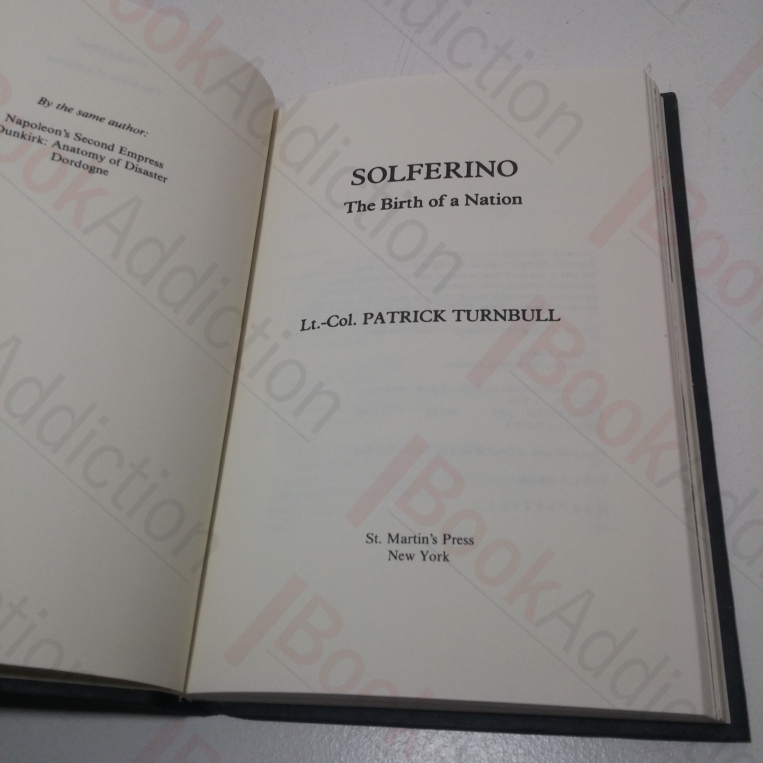 By the same author:
Napoleon's Second Empress
Dunkirk: Anatomy of Disaster
Dordogne
SOLFERINO
The Birth of a Nation
Lt.-Col. PATRICK TURNBULL
St. Martin's Press
New York
BookAddiction